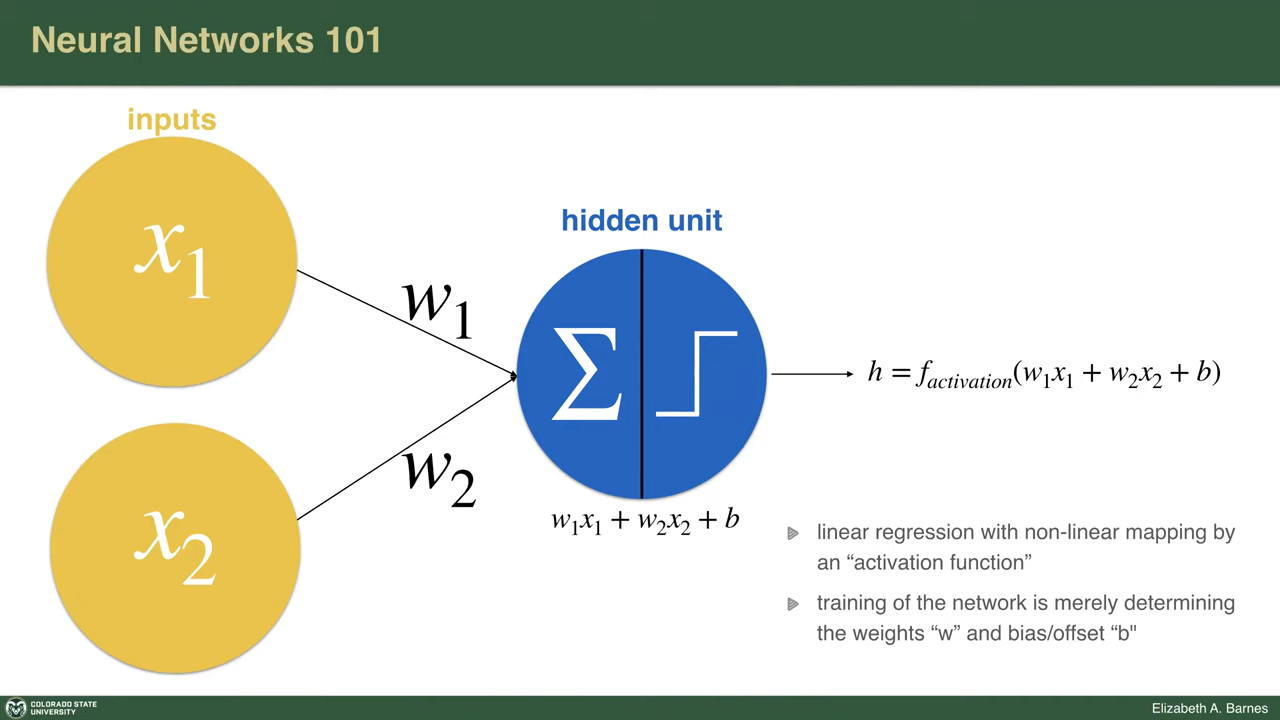 Neural Networks 101
inputs
x₁
x₂
w₁
w₂
hidden unit
Σ
w₁x₁ + w₂x₂ + b
h = f_activation(w₁x₁ + w₂x₂ + b)
linear regression with non-linear mapping by
an “activation function”
training of the network is merely determining
the weights “w” and bias/offset “b"
COLORADO STATE
UNIVERSITY
Elizabeth A. Barnes